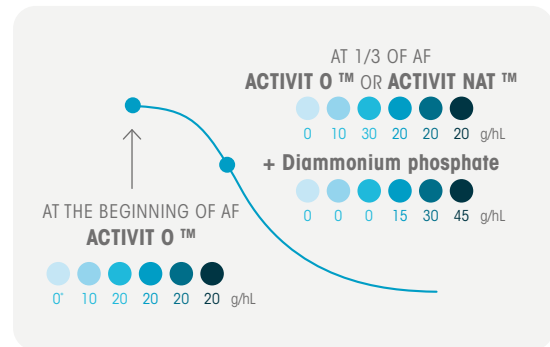 AT 1/3 OF AF
ACTIVIT O ™ OR ACTIVIT NAT ™
0 10 30 20 20 20 g/hL
+ Diammonium phosphate
0 0 0 15 30 45 g/hL
AT THE BEGINNING OF AF
ACTIVIT O ™
0* 10 20 20 20 20 g/hL